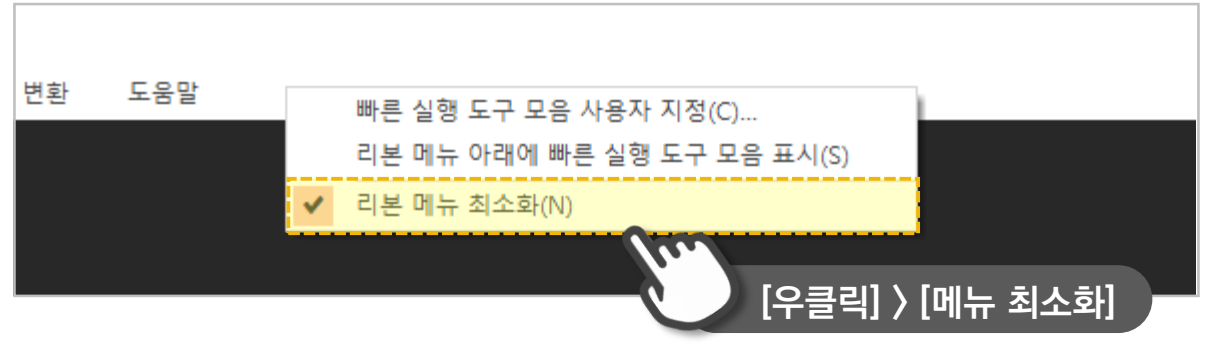 변환 도움말
빠른 실행 도구 모음 사용자 지정(C)...
리본 메뉴 아래에 빠른 실행 도구 모음 표시(S)
리본 메뉴 최소화(N)
[우클릭] > [메뉴 최소화]